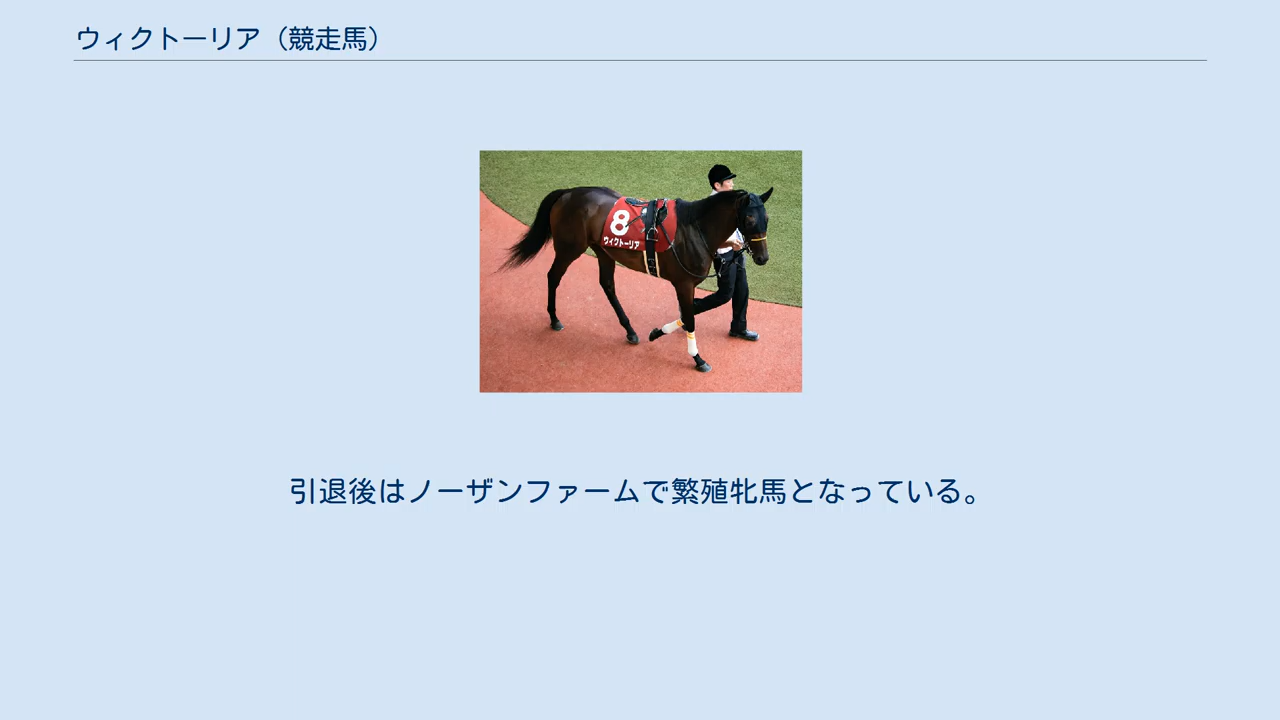 ウィクトーリア（競走馬）
8
ウィクトーリア
引退後はノーザンファームで繁殖牝馬となっている。